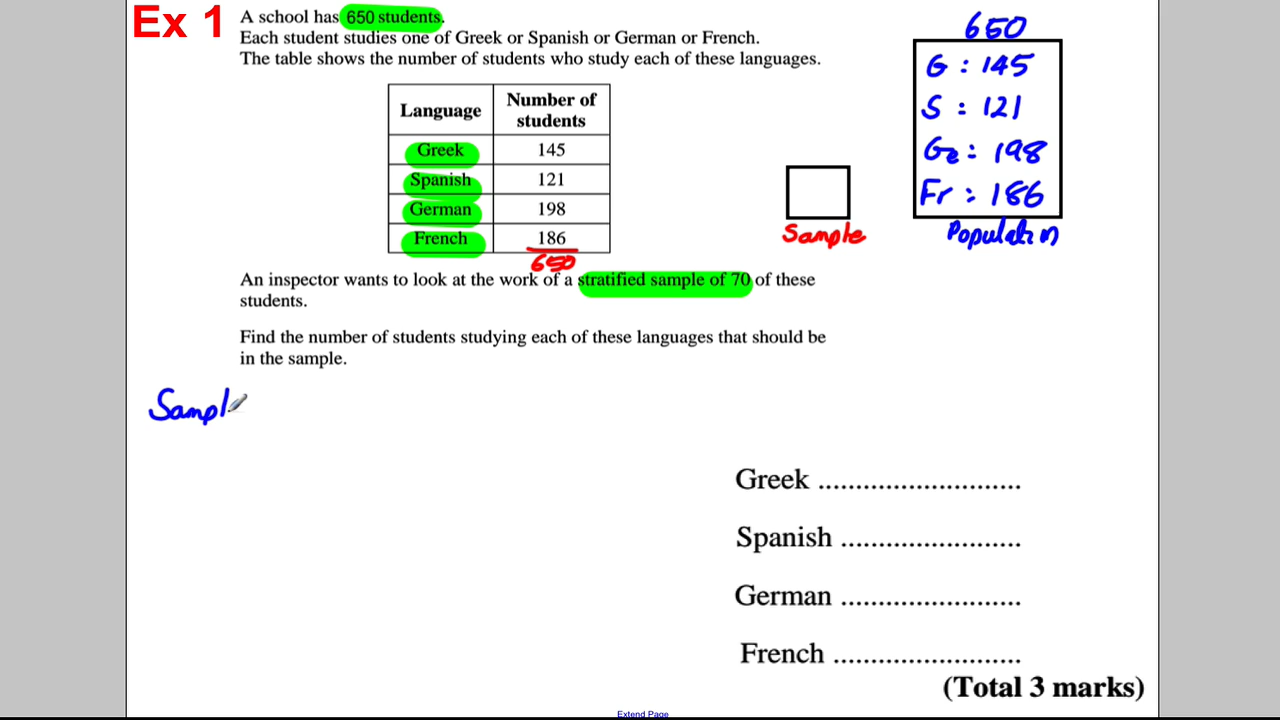 Ex 1
A school has 650 students.
Each student studies one of Greek or Spanish or German or French.
The table shows the number of students who study each of these languages.
Language Number of students
Greek 145
Spanish 121
German 198
French 186
650
An inspector wants to look at the work of a stratified sample of 70 of these
students.
Find the number of students studying each of these languages that should be
in the sample.
650
G : 145
S : 121
Ge : 198
Fr : 186
Population
Sample
Sampl
Greek ...........................
Spanish ........................
German ........................
French .........................
(Total 3 marks)
Extend Page